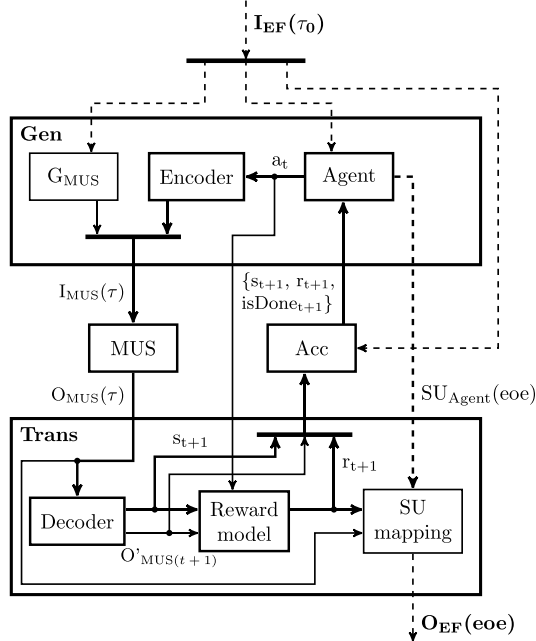 I_EF(τ_0)
Gen
G_MUS
Encoder
a_t
Agent
I_MUS(τ)
{s_t+1, r_t+1,
isDone_t+1}
MUS
Acc
O_MUS(τ)
SU_Agent(eoe)
Trans
s_t+1
r_t+1
Decoder
Reward
model
SU
mapping
O'_MUS(t+1)
O_EF(eoe)